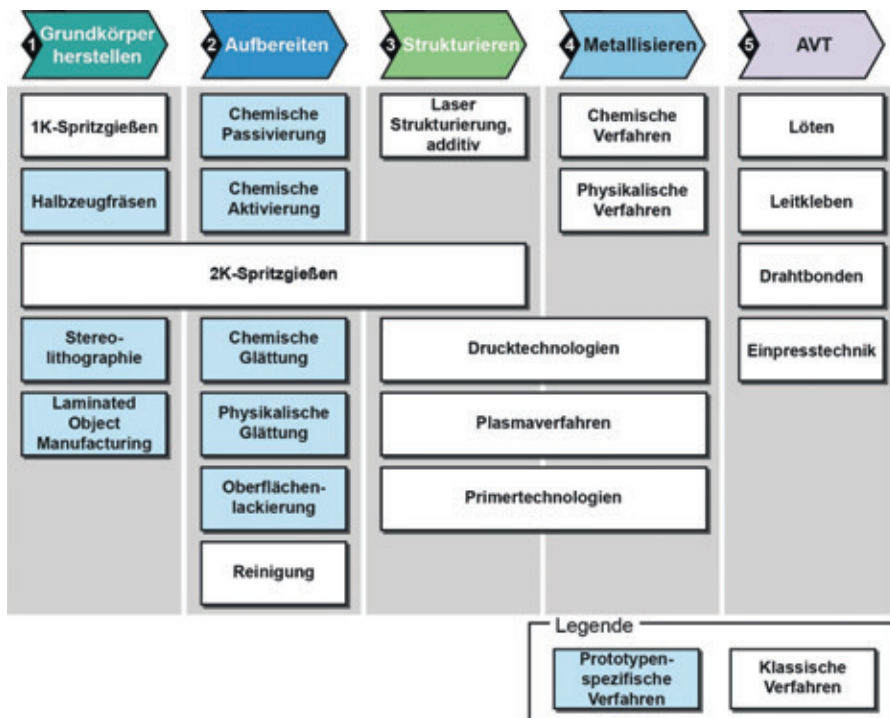 1 Grundkörper
herstellen
2 Aufbereiten
3 Strukturieren
4 Metallisieren
5 AVT
1K-Spritzgießen
Chemische
Passivierung
Laser
Strukturierung,
additiv
Chemische
Verfahren
Löten
Halbzeugfräsen
Chemische
Aktivierung
Physikalische
Verfahren
Leitkleben
2K-Spritzgießen
Drahtbonden
Stereo-
lithographie
Chemische
Glättung
Drucktechnologien
Einpresstechnik
Laminated
Object
Manufacturing
Physikalische
Glättung
Plasmaverfahren
Oberflächen-
lackierung
Primertechnologien
Reinigung
Legende
Prototypen-
spezifische
Verfahren
Klassische
Verfahren